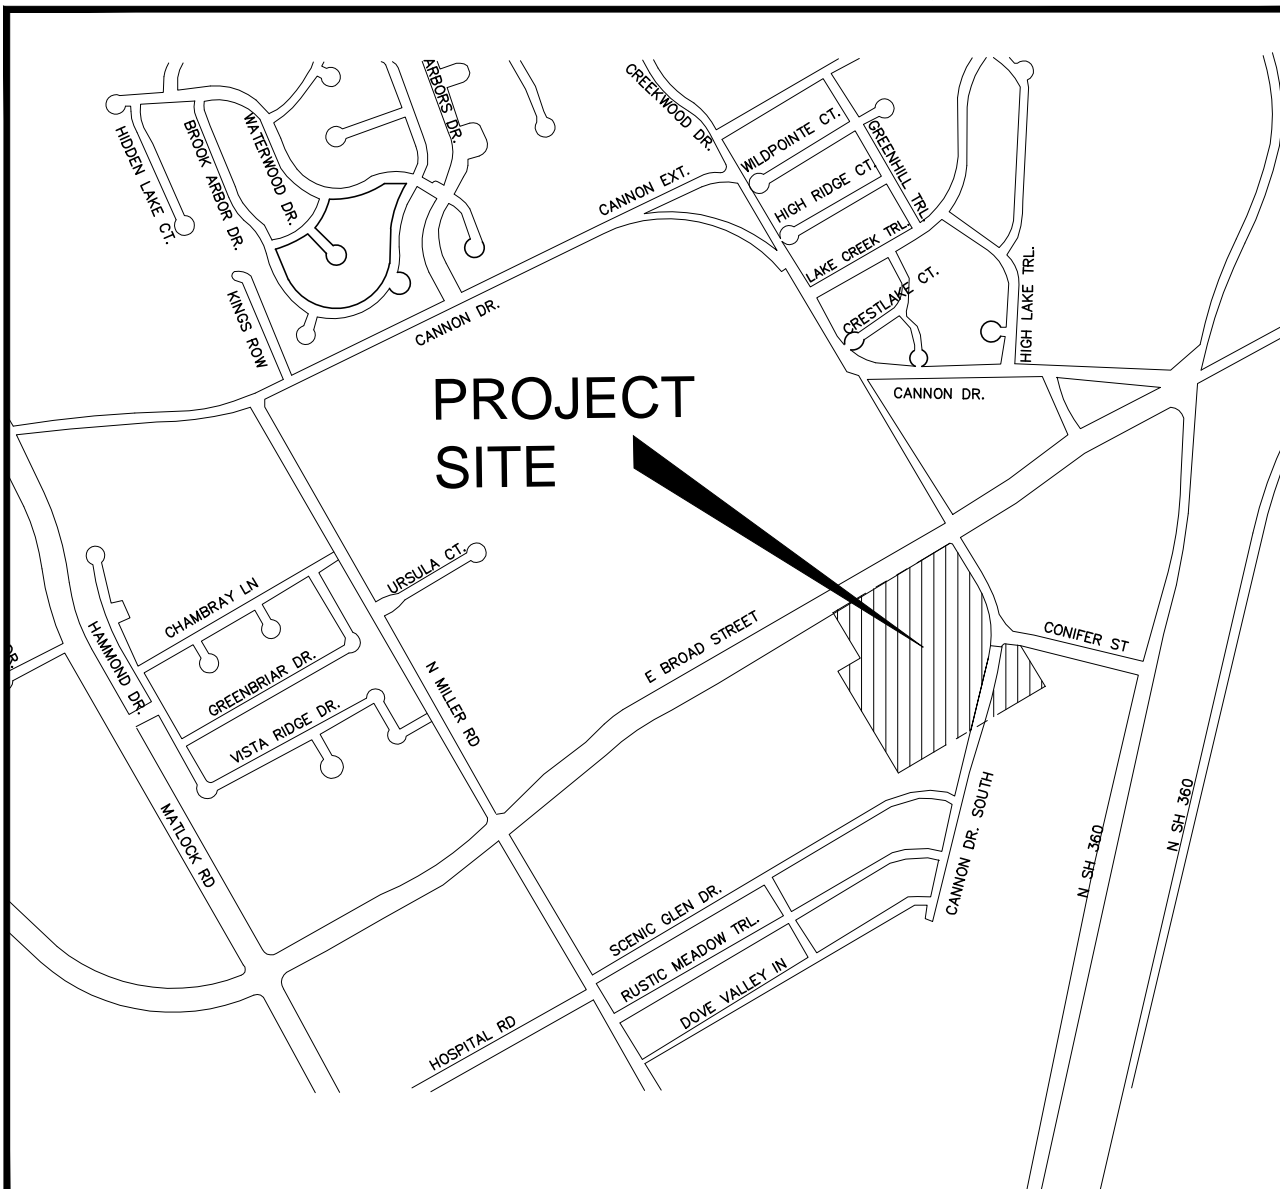 ARBORS DR.
CREEKWOOD DR.
HIDDEN LAKE CT.
BROOK ARBOR DR.
WATERWOOD DR.
WILDPOINTE CT.
GREENHILL TRL.
HIGH RIDGE CT.
CANNON EXT.
LAKE CREEK TRL.
CRESTLAKE CT.
HIGH LAKE TRL.
KINGS ROW
CANNON DR.
CANNON DR.
PROJECT
SITE
URSULA CT.
CHAMBRAY LN
HAMMOND DR.
DR.
GREENBRIAR DR.
VISTA RIDGE DR.
N MILLER RD
E BROAD STREET
CONIFER ST
MATLOCK RD
CANNON DR. SOUTH
N SH 360
N SH 360
SCENIC GLEN DR.
RUSTIC MEADOW TRL.
DOVE VALLEY IN
HOSPITAL RD